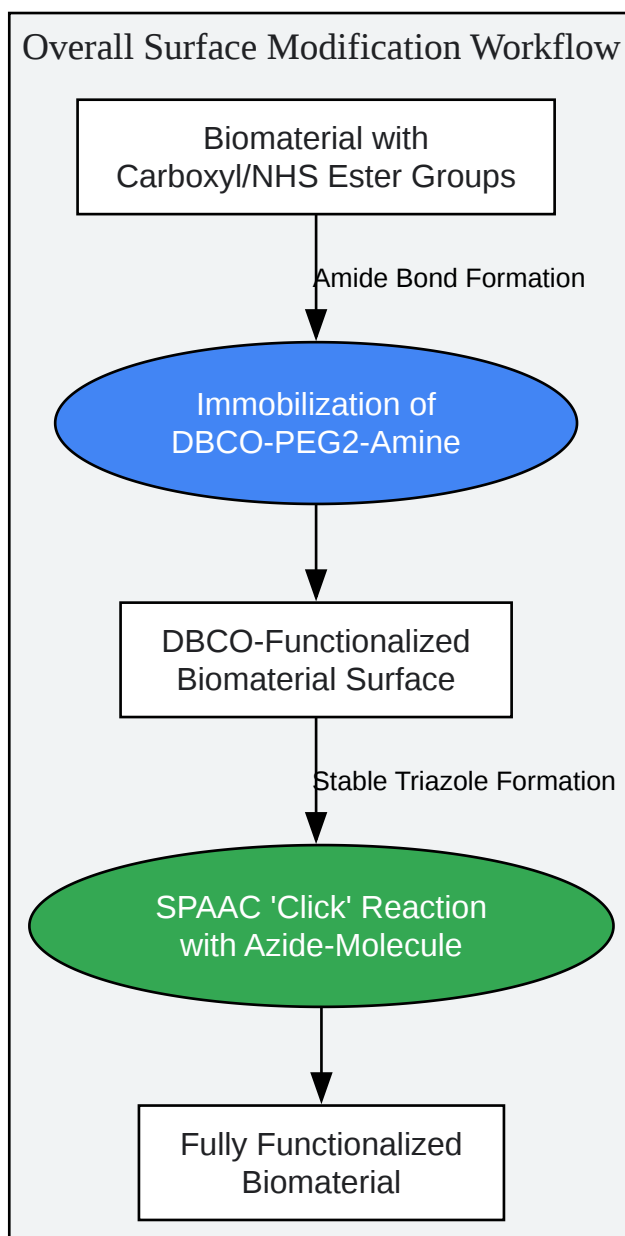 Overall Surface Modification Workflow
Biomaterial with
Carboxyl/NHS Ester Groups
Amide Bond Formation
Immobilization of
DBCO-PEG2-Amine
DBCO-Functionalized
Biomaterial Surface
Stable Triazole Formation
SPAAC 'Click' Reaction
with Azide-Molecule
Fully Functionalized
Biomaterial